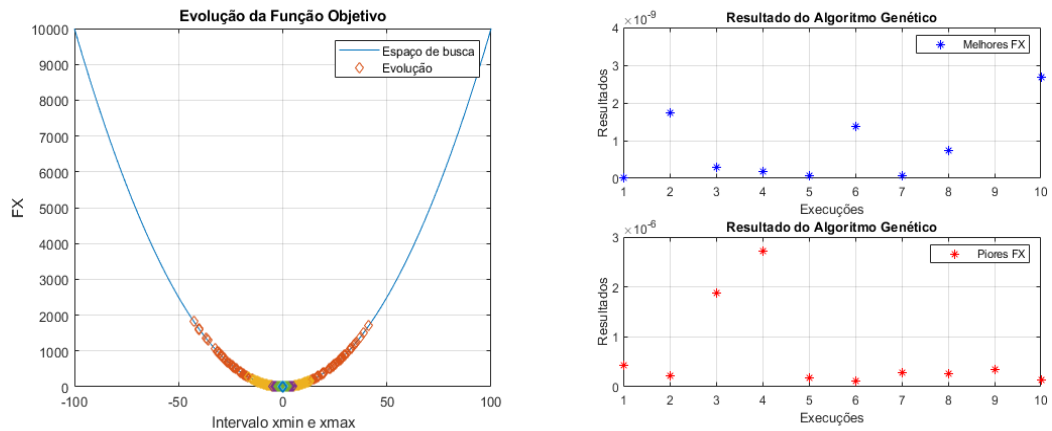 Evolução da Função Objetivo
10000
9000
8000
7000
6000
5000
4000
3000
2000
1000
0
FX
-100
-50
0
50
100
Intervalo xmin e xmax
Espaço de busca
Evolução
Resultado do Algoritmo Genético
×10^-9
4
3
2
1
0
Resultados
Melhores FX
1 2 3 4 5 6 7 8 9 10
Execuções
Resultado do Algoritmo Genético
×10^-6
3
2
1
0
Resultados
Piores FX
1 2 3 4 5 6 7 8 9 10
Execuções